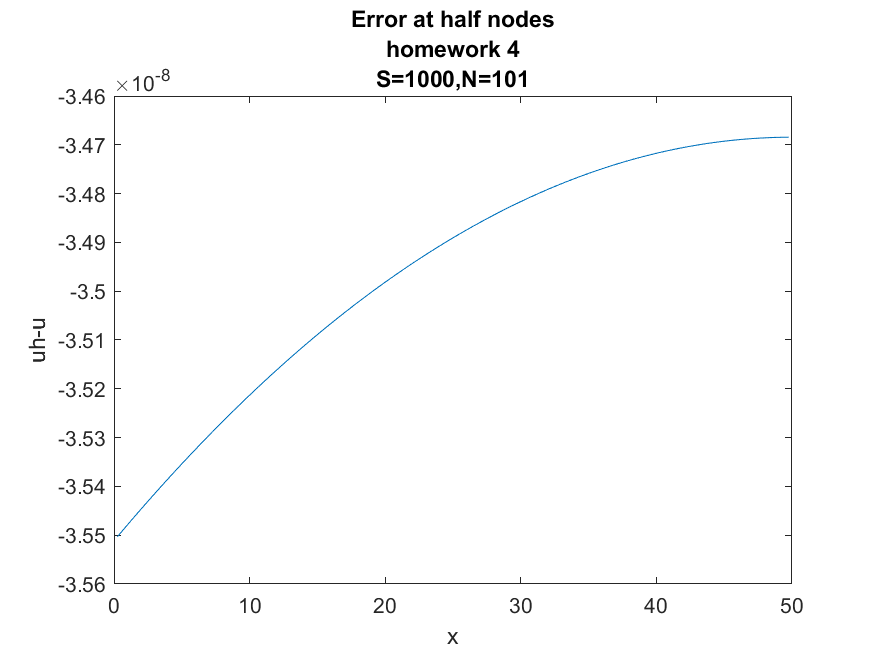 Error at half nodes
homework 4
S=1000,N=101
×10-8
-3.46
-3.47
-3.48
-3.49
-3.5
-3.51
-3.52
-3.53
-3.54
-3.55
-3.56
uh-u
0 10 20 30 40 50
x